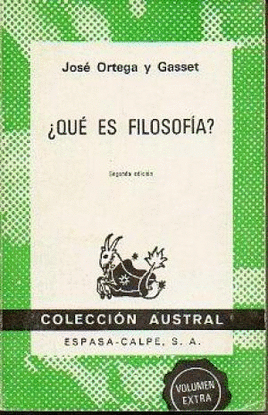 José Ortega y Gasset
¿QUÉ ES FILOSOFÍA?
Segunda edición
COLECCIÓN AUSTRAL
ESPASA-CALPE, S. A.
VOLUMEN
EXTRA